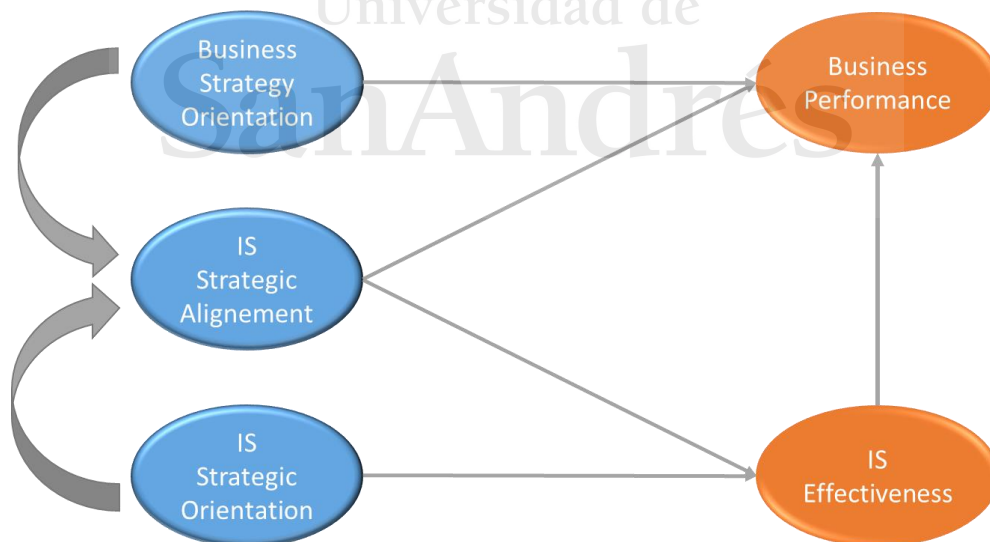 Universidad de
SanAndrés
Business
Strategy
Orientation
Business
Performance
IS
Strategic
Alignement
IS
Strategic
Orientation
IS
Effectiveness